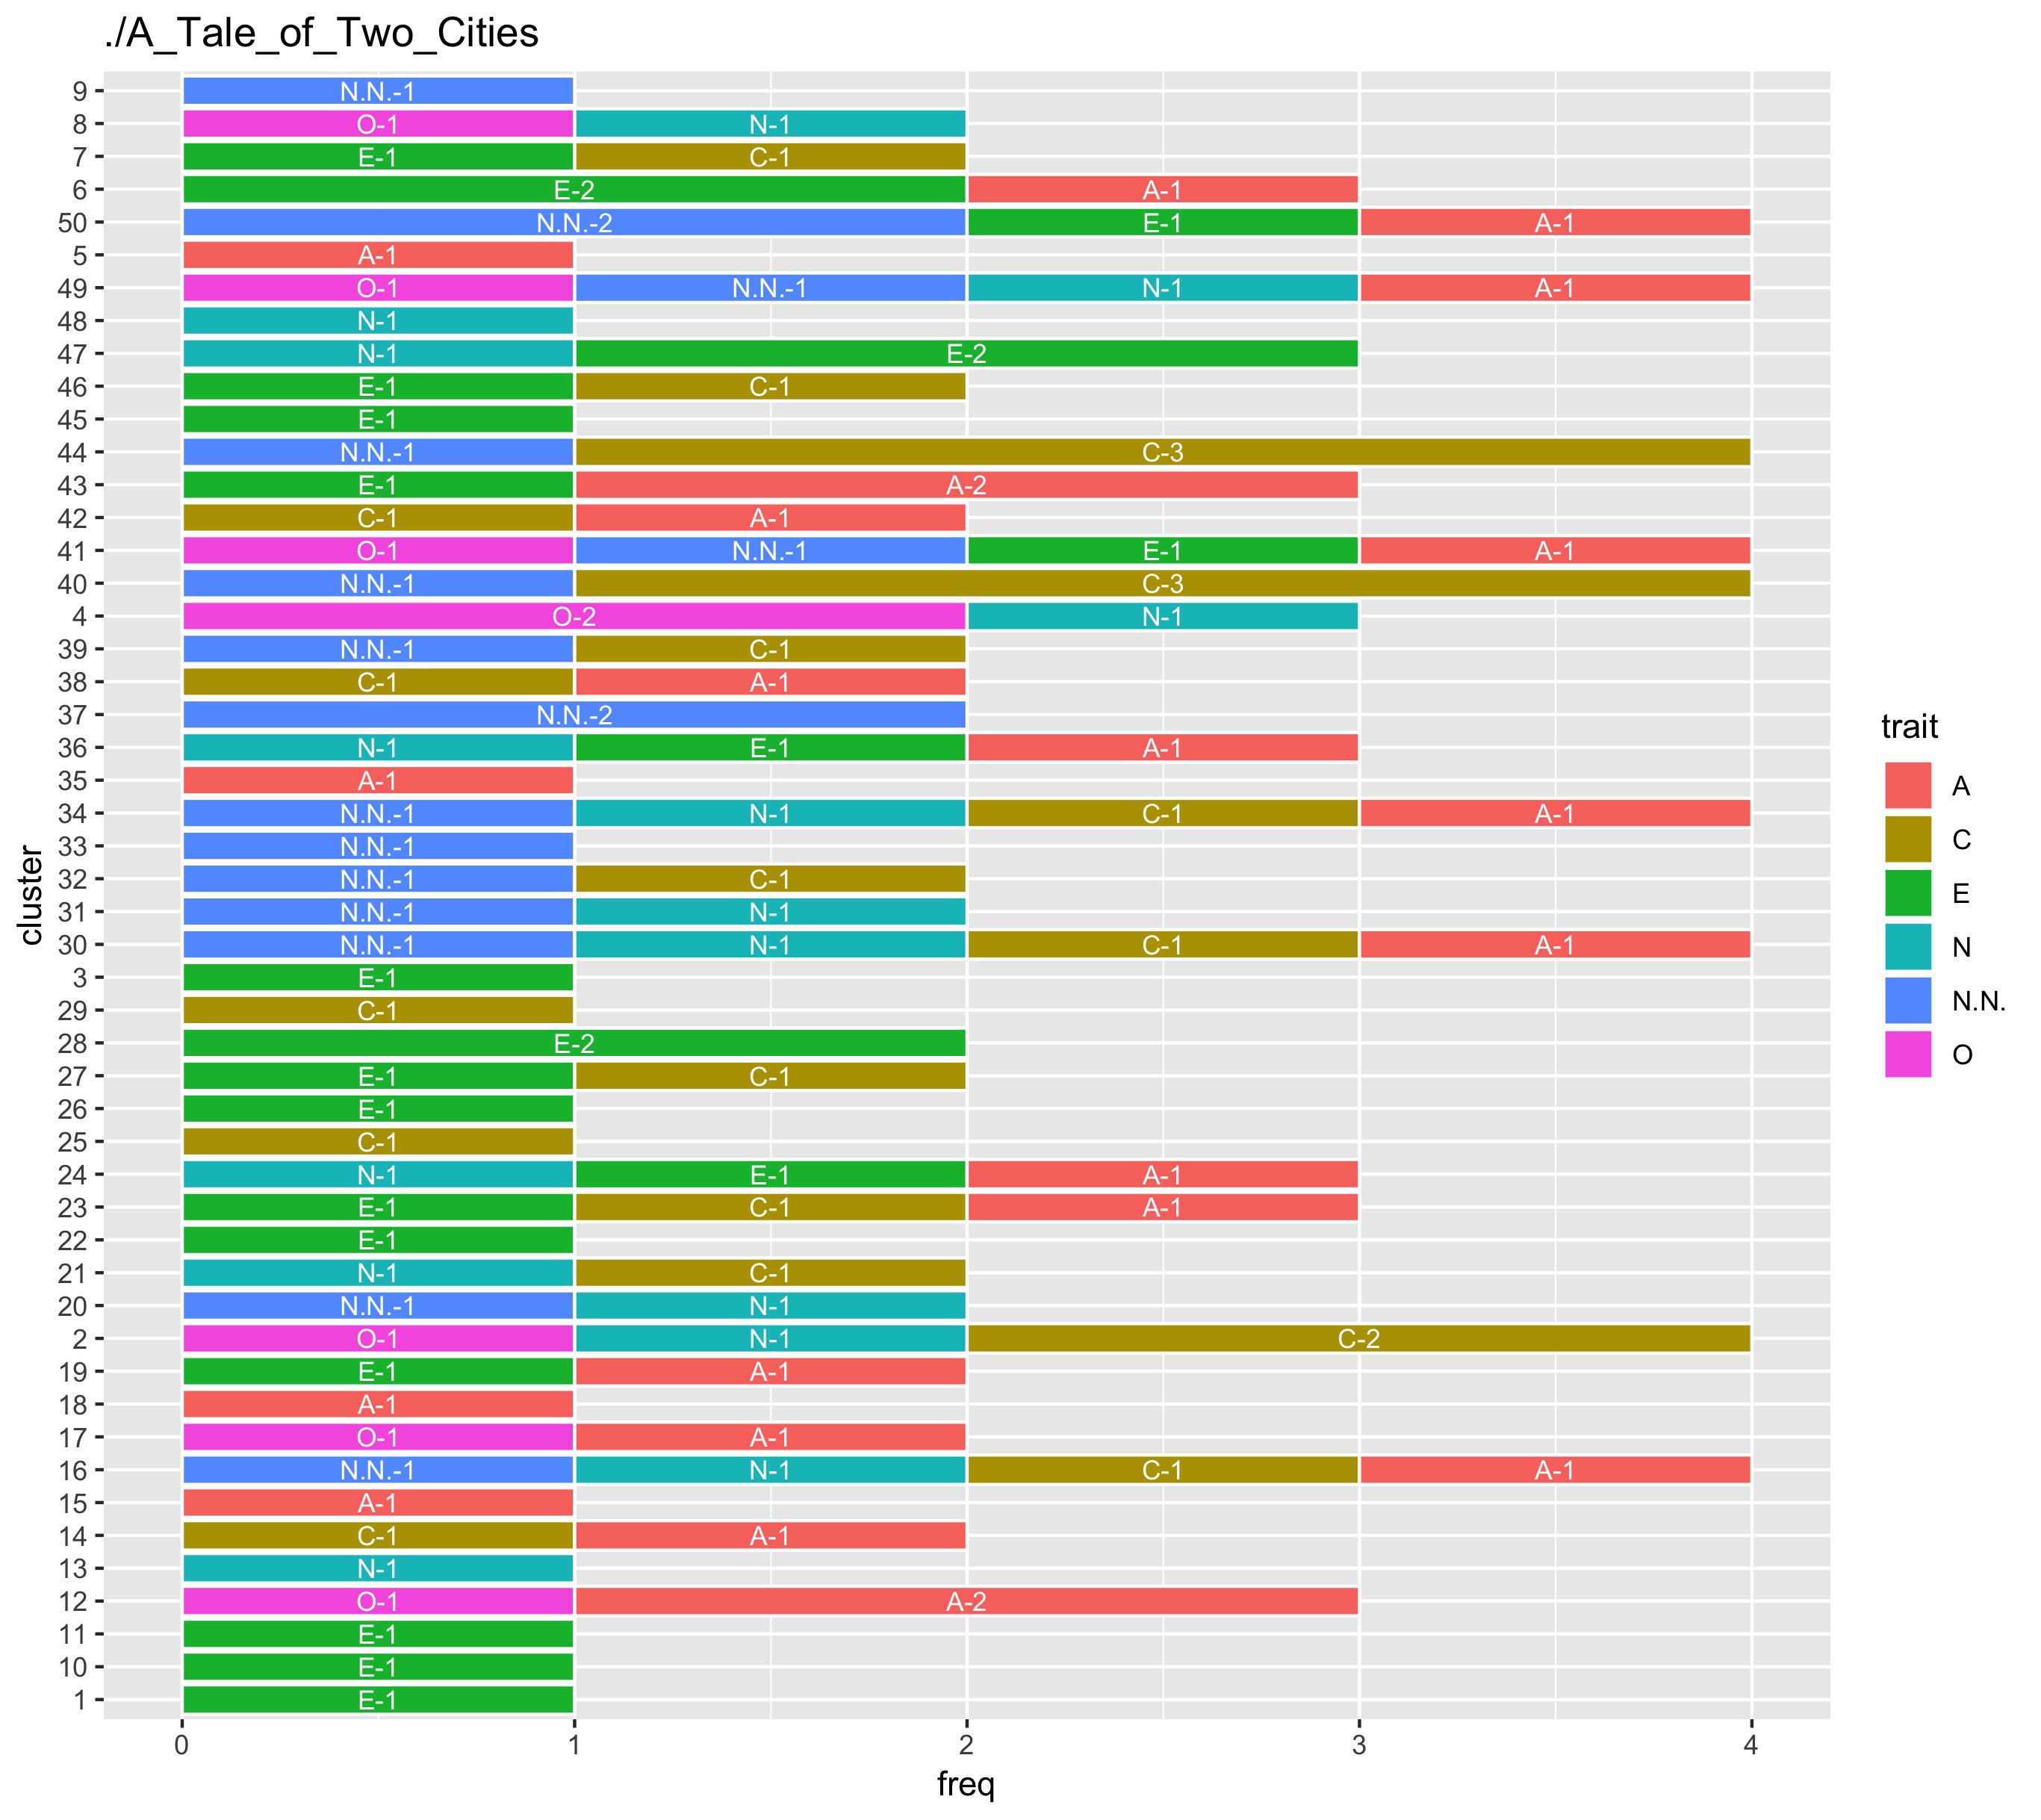 ./A_Tale_of_Two_Cities
9 N.N.-1
8 O-1 N-1
7 E-1 C-1
6 E-2 A-1
50 N.N.-2 E-1 A-1
5 A-1
49 O-1 N.N.-1 N-1 A-1
48 N-1
47 N-1 E-2
46 E-1 C-1
45 E-1
44 N.N.-1 C-3
43 E-1 A-2
42 C-1 A-1
41 O-1 N.N.-1 E-1 A-1
40 N.N.-1 C-3
4 O-2 N-1
39 N.N.-1 C-1
38 C-1 A-1
37 N.N.-2
36 N-1 E-1 A-1
35 A-1
34 N.N.-1 N-1 C-1 A-1
33 N.N.-1
32 N.N.-1 C-1
31 N.N.-1 N-1
30 N.N.-1 N-1 C-1 A-1
3 E-1
29 C-1
28 E-2
27 E-1 C-1
26 E-1
25 C-1
24 N-1 E-1 A-1
23 E-1 C-1 A-1
22 E-1
21 N-1 C-1
20 N.N.-1 N-1
2 O-1 N-1 C-2
19 E-1 A-1
18 A-1
17 O-1 A-1
16 N.N.-1 N-1 C-1 A-1
15 A-1
14 C-1 A-1
13 N-1
12 O-1 A-2
11 E-1
10 E-1
1 E-1
0 1 2 3 4
freq
cluster
trait
A
C
E
N
N.N.
O